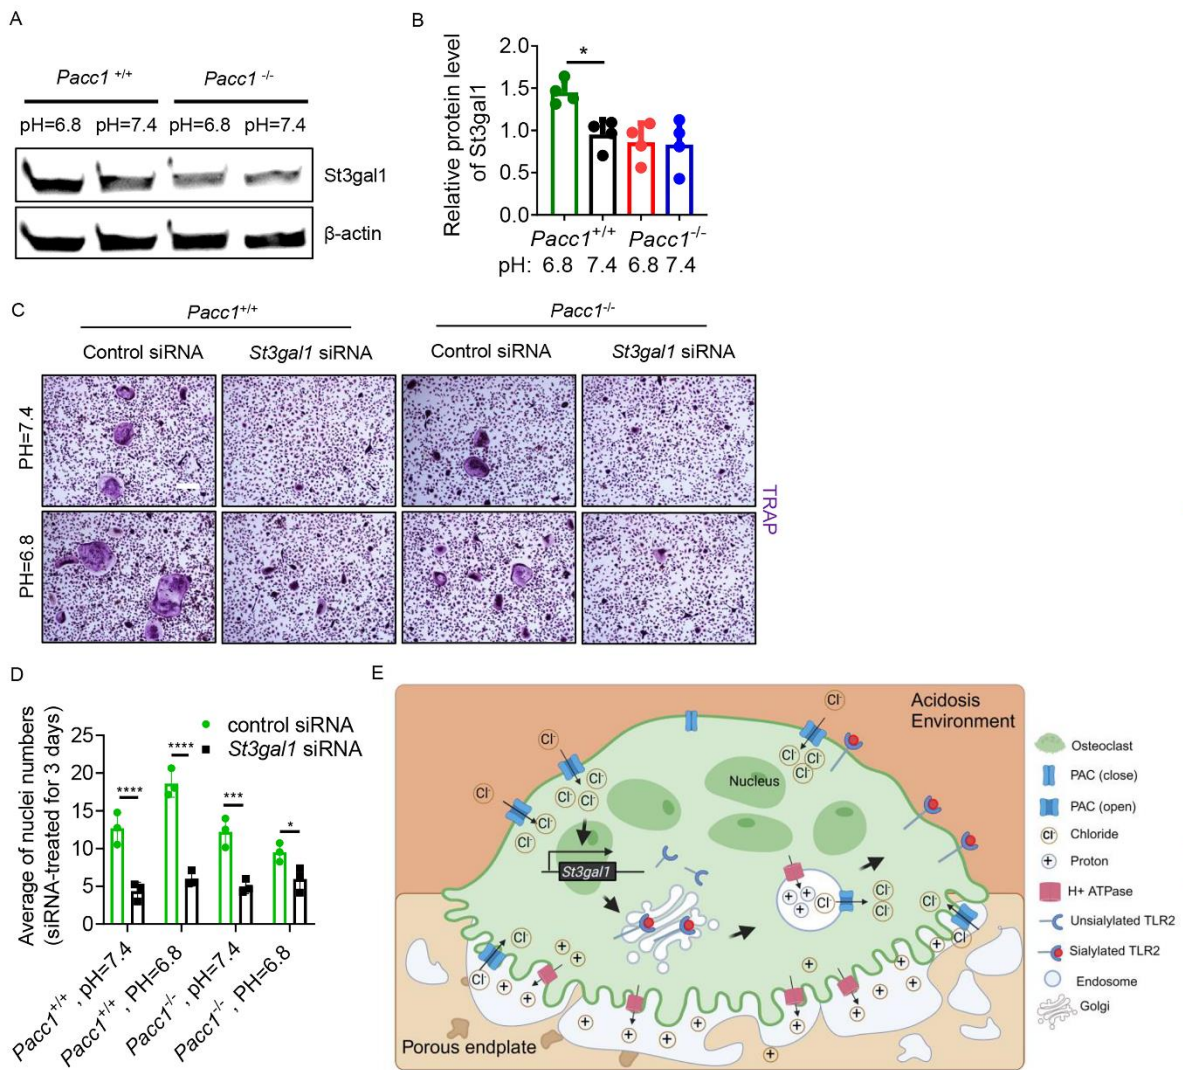 A
Pacc1 +/+ Pacc1 -/-
pH=6.8 pH=7.4 pH=6.8 pH=7.4
St3gal1
β-actin
B
Relative protein level
of St3gal1
2.0
1.5
1.0
0.5
0.0
*
Pacc1+/+ Pacc1-/-
pH: 6.8 7.4 6.8 7.4
C
Pacc1+/+ Pacc1-/-
Control siRNA St3gal1 siRNA Control siRNA St3gal1 siRNA
PH=7.4
PH=6.8
TRAP
D
Average of nuclei numbers
(siRNA-treated for 3 days)
control siRNA
St3gal1 siRNA
25
20
15
10
5
0
**** **** *** *
Pacc1+/+, pH=7.4
Pacc1+/+, PH=6.8
Pacc1-/-, pH=7.4
Pacc1-/-, PH=6.8
E
Acidosis
Environment
Nucleus
St3gal1
Cl-
+
Porous endplate
Osteoclast
PAC (close)
PAC (open)
Cl- Chloride
+ Proton
H+ ATPase
Unsialylated TLR2
Sialylated TLR2
Endosome
Golgi